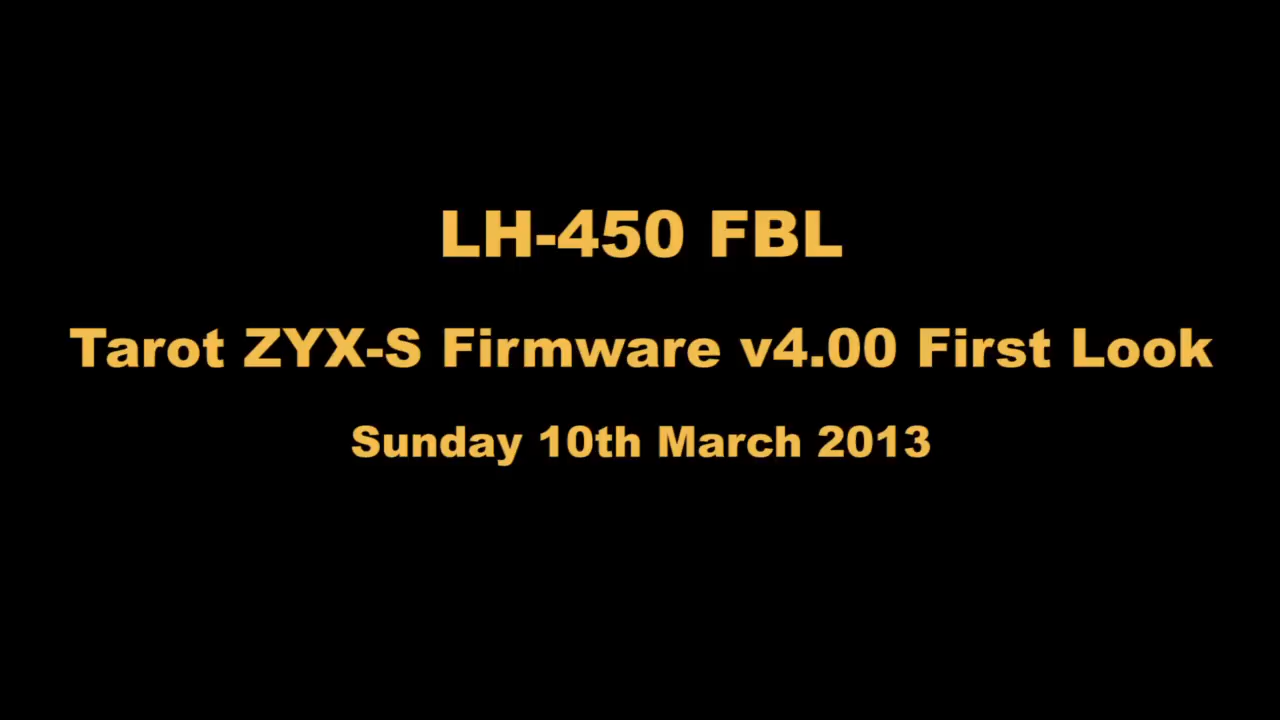 LH-450 FBL
Tarot ZYX-S Firmware v4.00 First Look
Sunday 10th March 2013